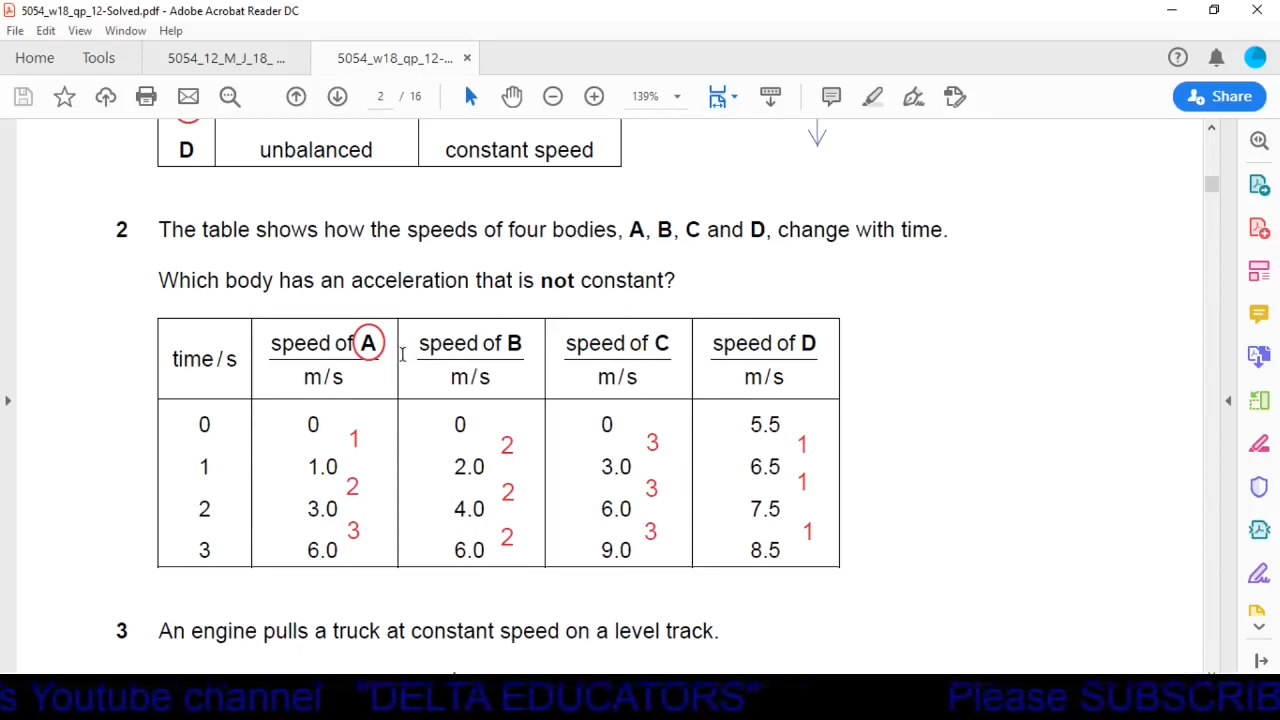 5054_w18_qp_12-Solved.pdf - Adobe Acrobat Reader DC
File Edit View Window Help
Home Tools 5054_12_M_J_18_ ... 5054_w18_qp_12-... ×
2 / 16 139% Share
D unbalanced constant speed
2 The table shows how the speeds of four bodies, A, B, C and D, change with time.
Which body has an acceleration that is not constant?
time / s speed of A speed of B speed of C speed of D
m / s m / s m / s m / s
0 0 0 0 5.5
1 2 3 1
1 1.0 2.0 3.0 6.5
2 2 3 1
2 3.0 4.0 6.0 7.5
3 2 3 1
3 6.0 6.0 9.0 8.5
3 An engine pulls a truck at constant speed on a level track.
's Youtube channel "DELTA EDUCATORS" Please SUBSCRIB